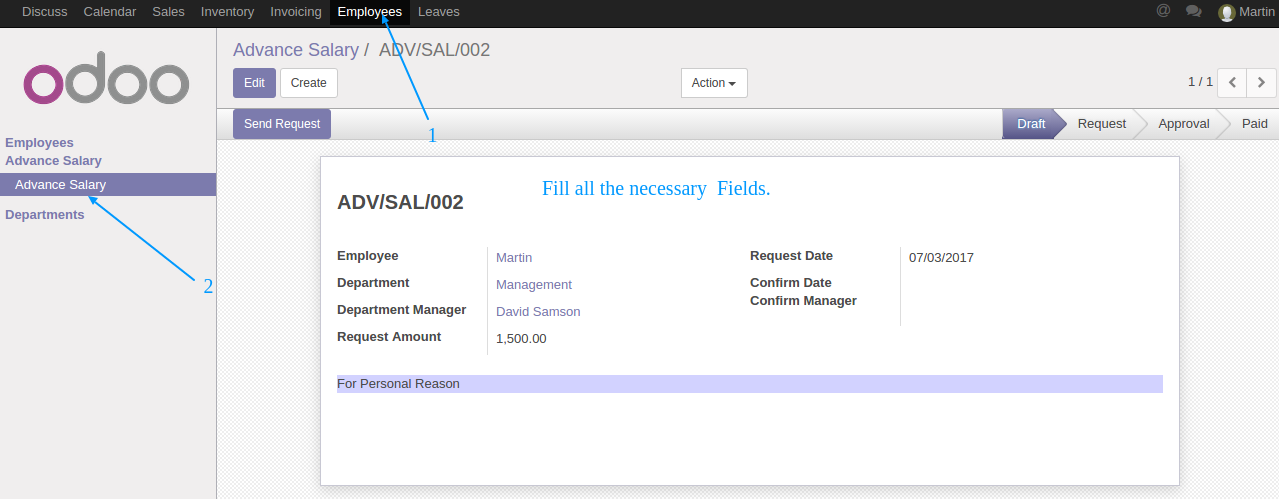 Discuss Calendar Sales Inventory Invoicing Employees Leaves @ Martin
odoo
Employees
Advance Salary
Advance Salary
Departments
Advance Salary / ADV/SAL/002
Edit Create Action 1 / 1
Send Request Draft Request Approval Paid
1
2
Fill all the necessary Fields.
ADV/SAL/002
Employee Martin
Department Management
Department Manager David Samson
Request Amount 1,500.00
Request Date 07/03/2017
Confirm Date
Confirm Manager
For Personal Reason